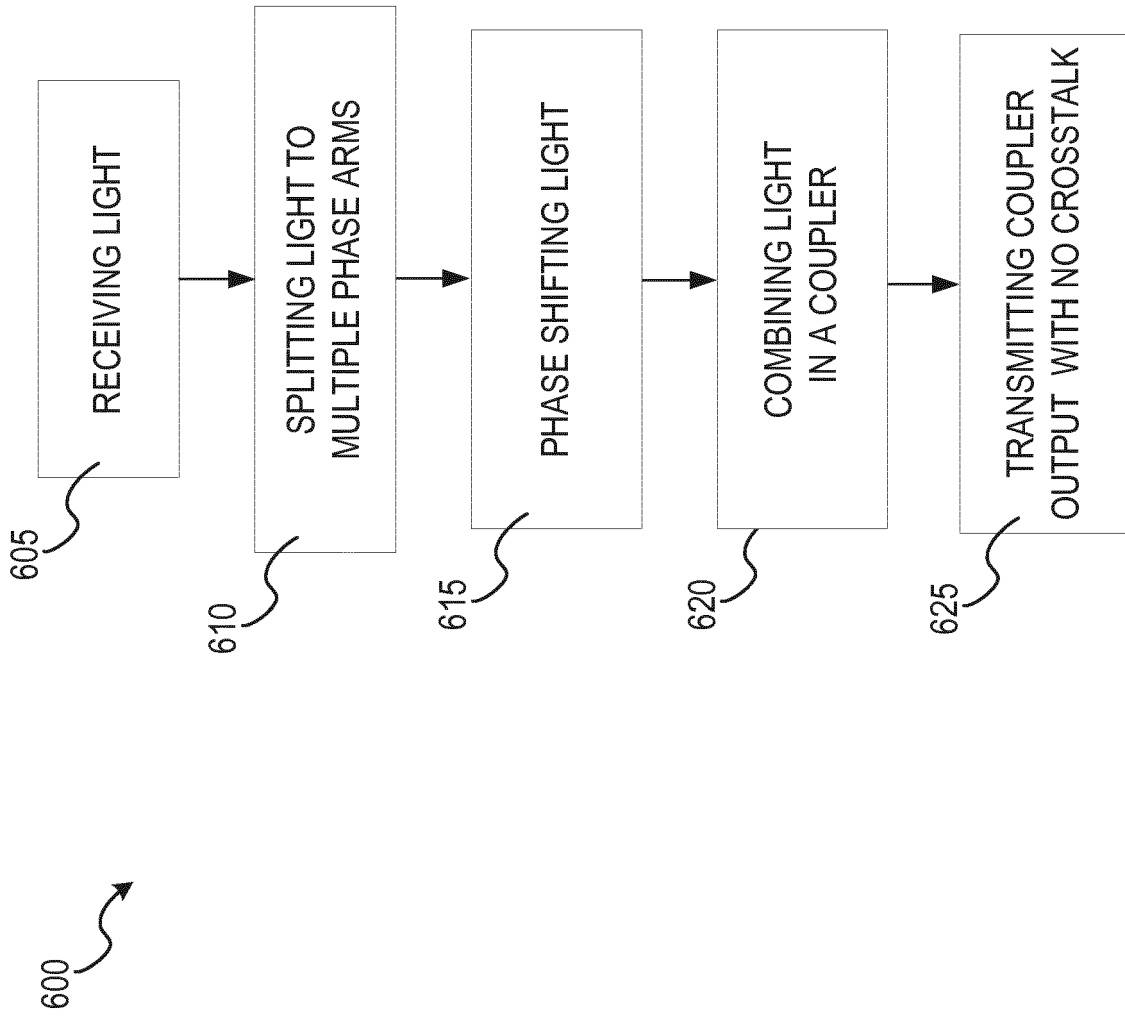 600
605
RECEIVING LIGHT
610
SPLITTING LIGHT TO
MULTIPLE PHASE ARMS
615
PHASE SHIFTING LIGHT
620
COMBINING LIGHT
IN A COUPLER
625
TRANSMITTING COUPLER
OUTPUT WITH NO CROSSTALK